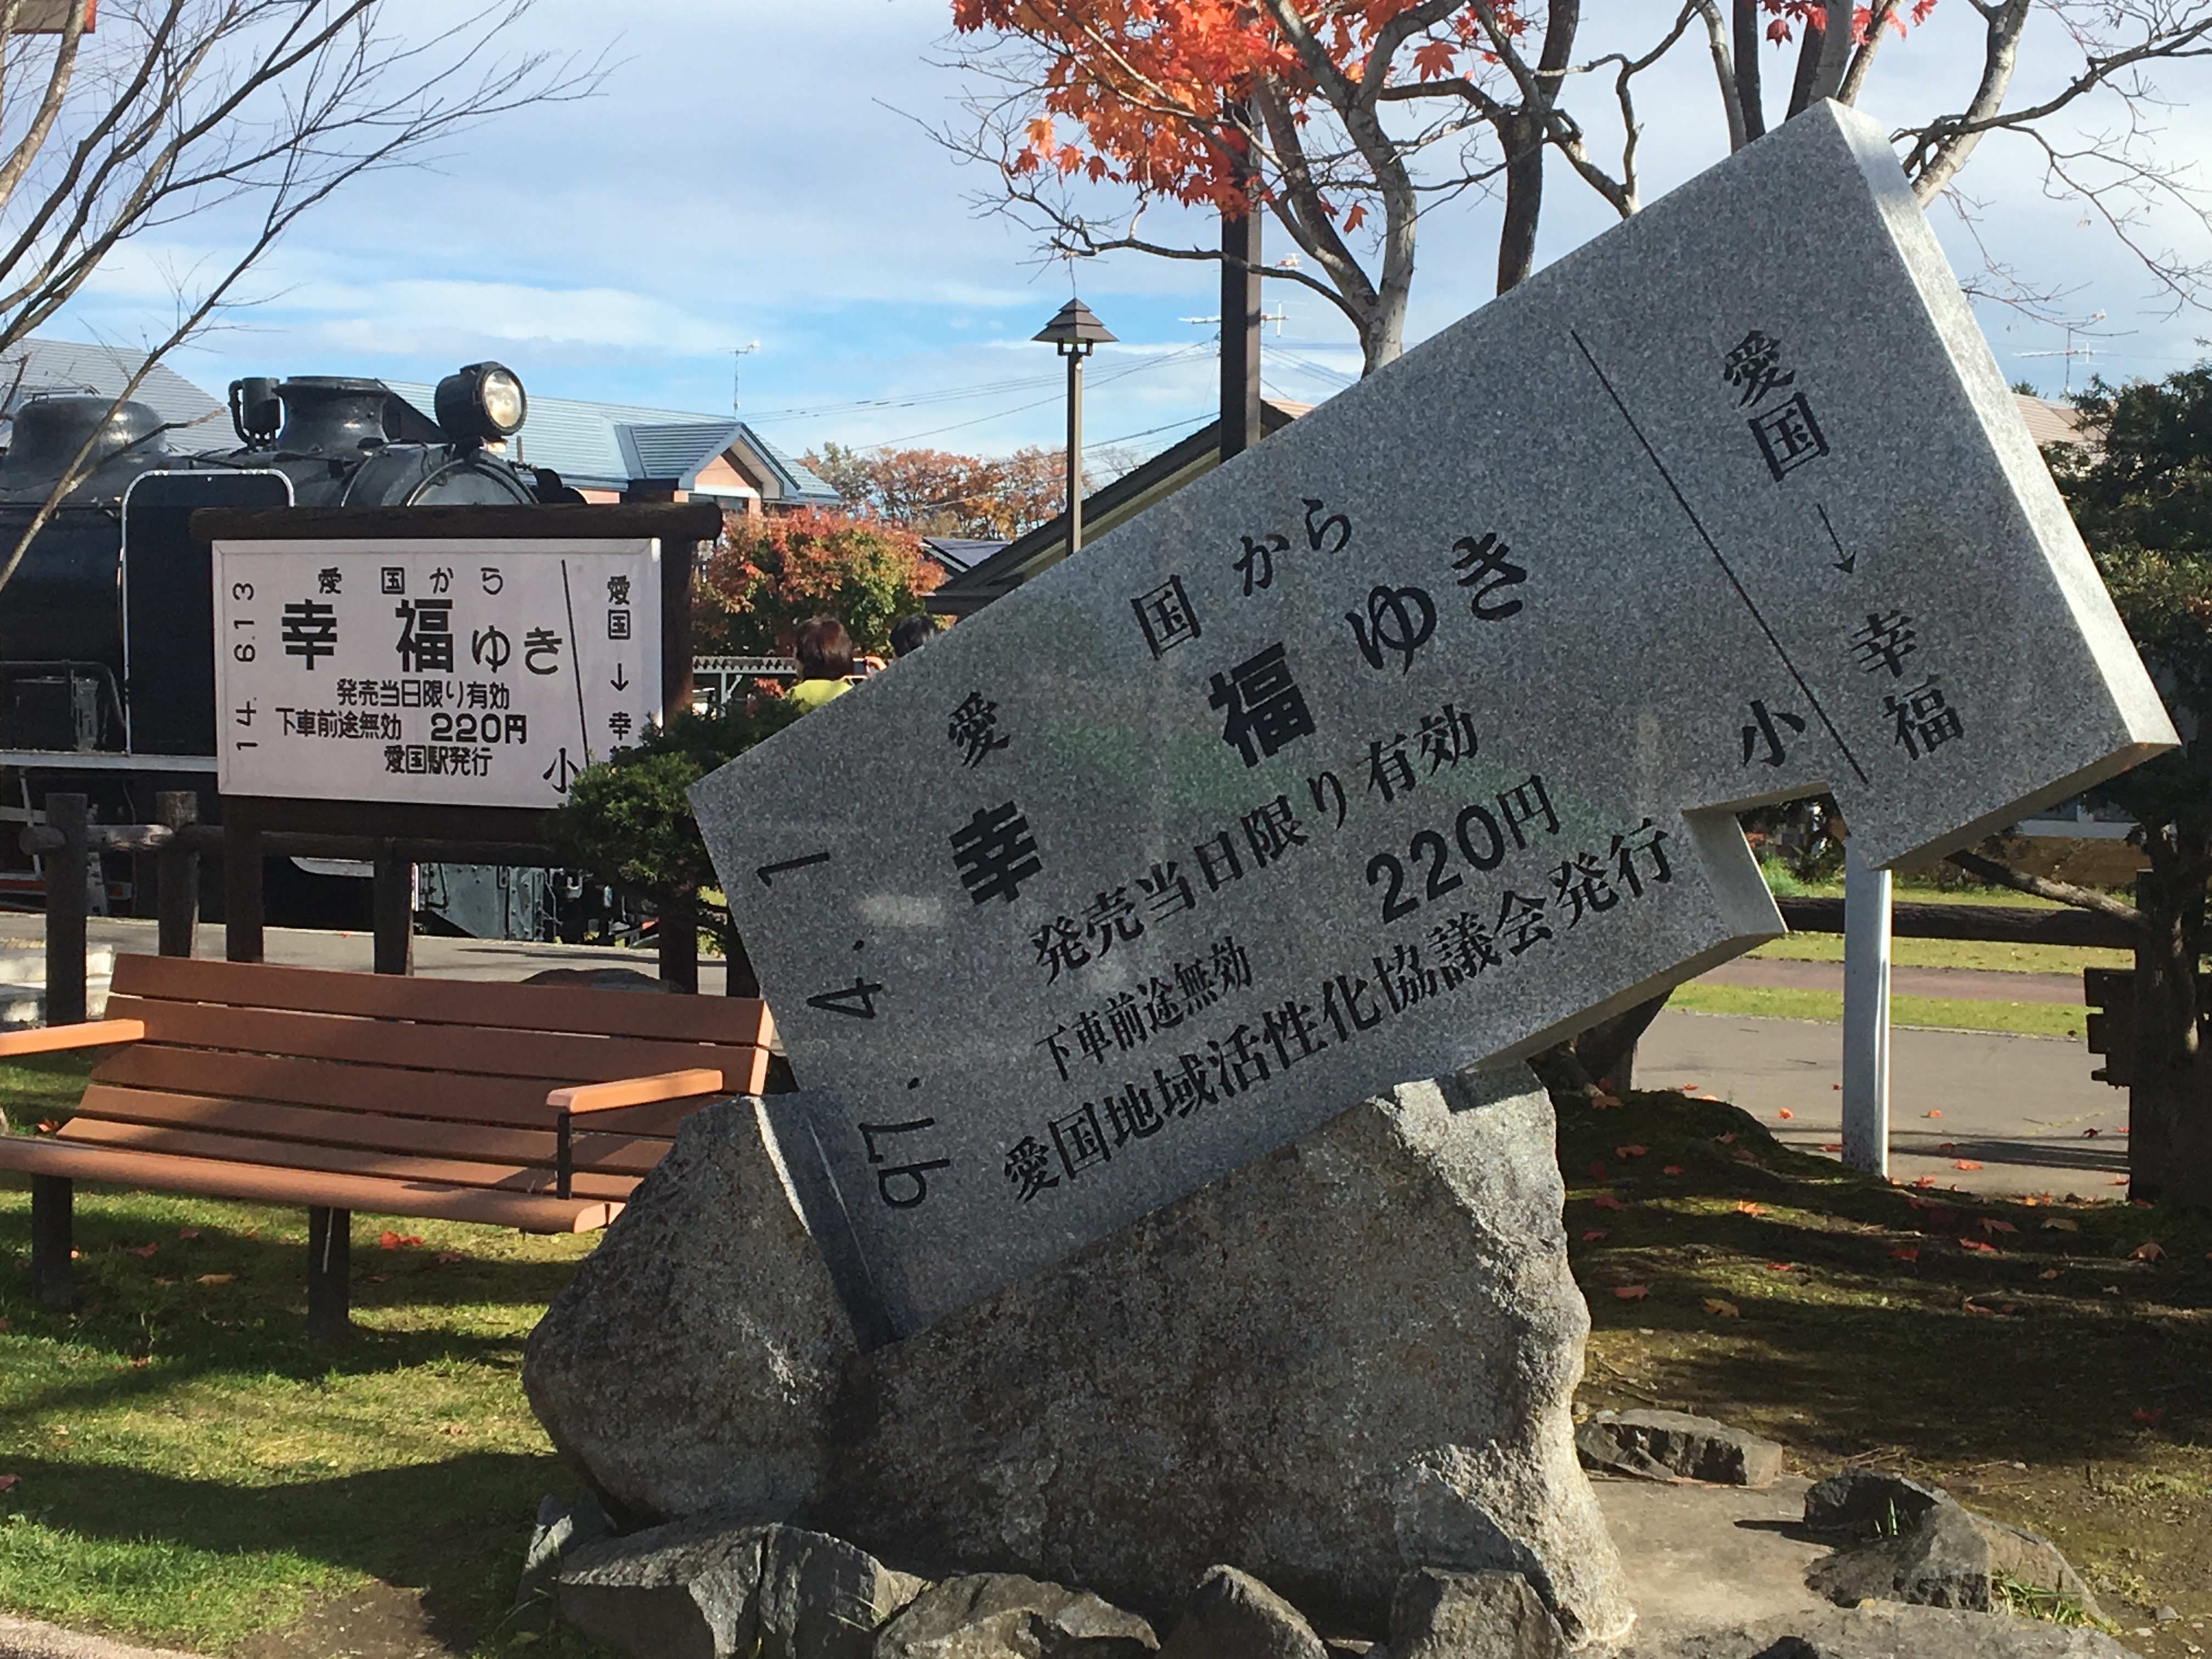 14. 6.13
愛国から
幸福ゆき
発売当日限り有効
下車前途無効 220円
愛国駅発行
小
愛国→幸福
97. 4. 1
愛国から
幸福ゆき
発売当日限り有効
下車前途無効 220円
愛国地域活性化協議会発行
小
愛国→幸福